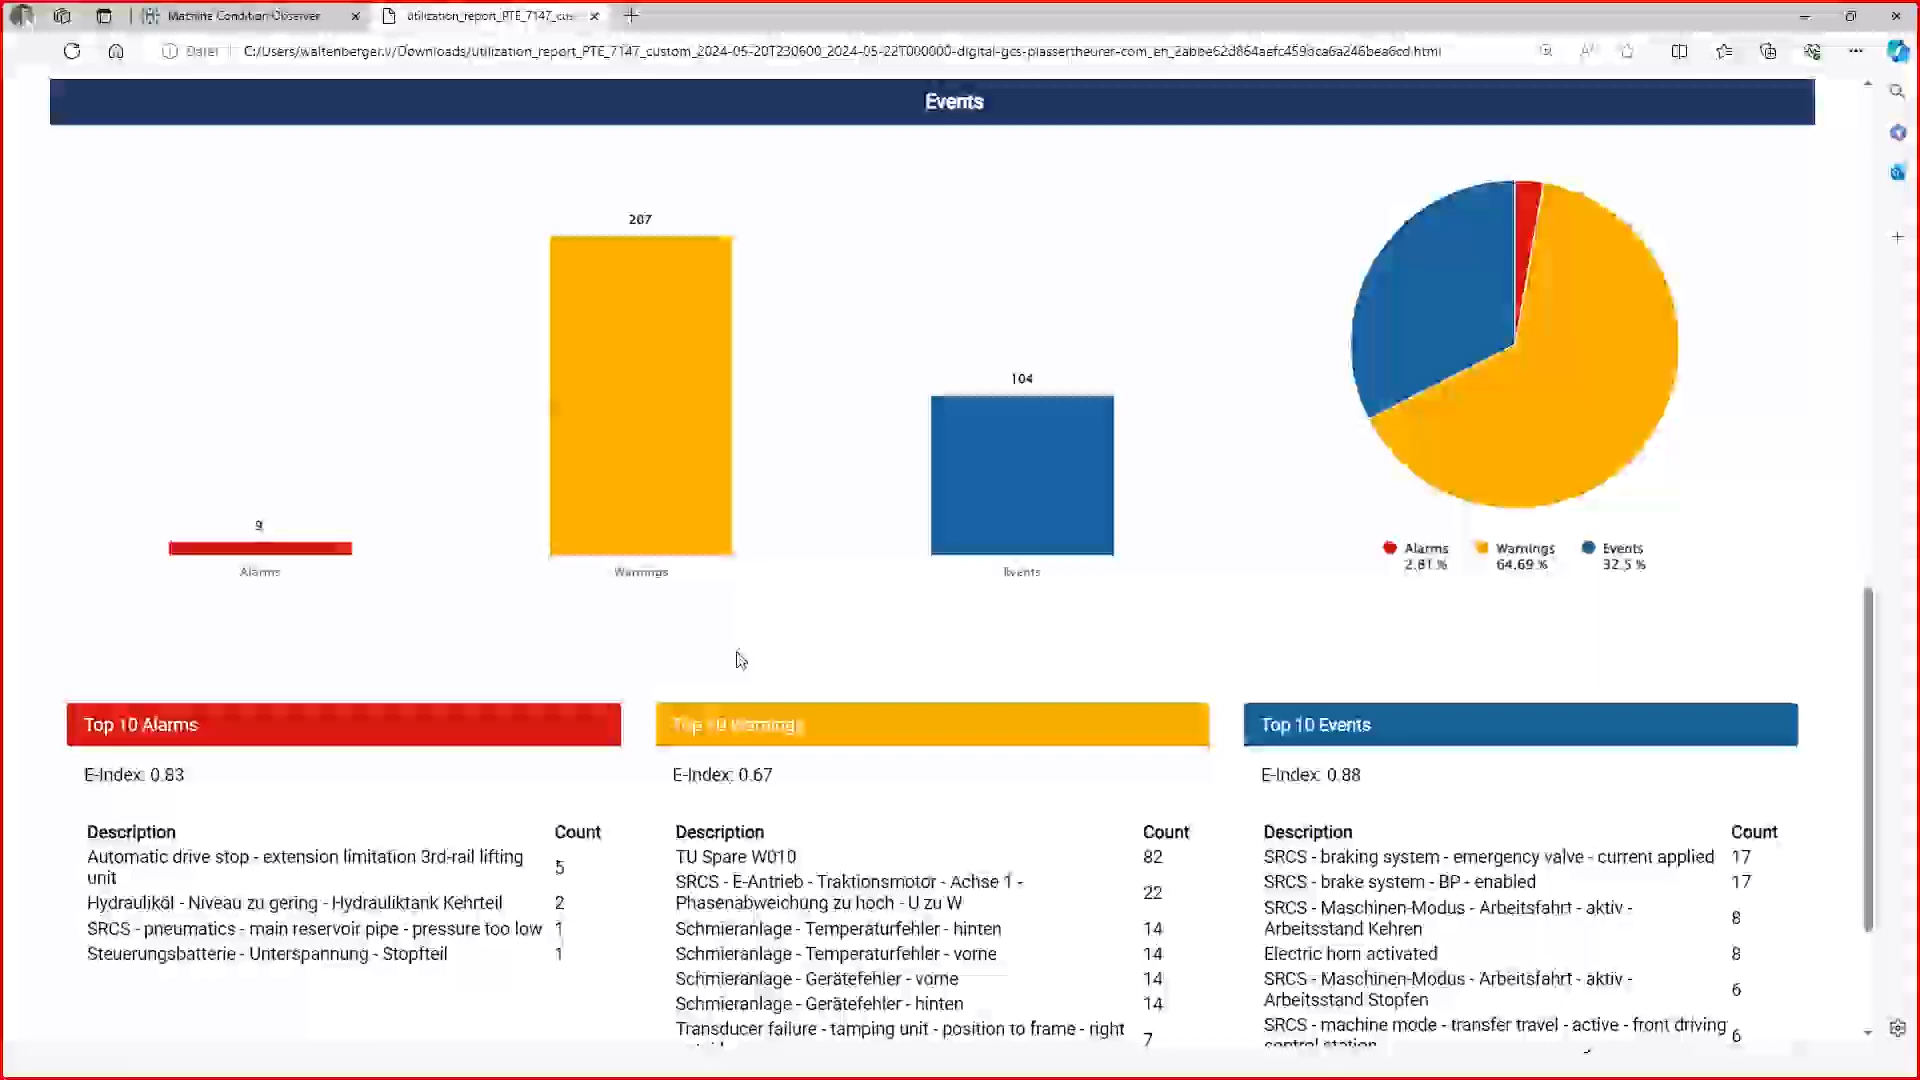 Machine Condition Observer
utilization_report_PTE_7147_cus
Datei
C:/Users/waltenberger.v/Downloads/utilization_report_PTE_7147_custom_2024-05-20T230600_2024-05-22T000000-digital-gcs-plassertheurer-com_en_2abbe62d864aefc459dca6a246bea6cd.html
Events
207
104
9
Alarms
Warnings
Events
Alarms
2.81 %
Warnings
64.69 %
Events
32.5 %
Top 10 Alarms
E-Index: 0.83
Description Count
Automatic drive stop - extension limitation 3rd-rail lifting
unit 5
Hydrauliköl - Niveau zu gering - Hydrauliktank Kehrteil 2
SRCS - pneumatics - main reservoir pipe - pressure too low 1
Steuerungsbatterie - Unterspannung - Stopfteil 1
Top 10 Warnings
E-Index: 0.67
Description Count
TU Spare W010 82
SRCS - E-Antrieb - Traktionsmotor - Achse 1 -
Phasenabweichung zu hoch - U zu W 22
Schmieranlage - Temperaturfehler - hinten 14
Schmieranlage - Temperaturfehler - vorne 14
Schmieranlage - Gerätefehler - vorne 14
Schmieranlage - Gerätefehler - hinten 14
Transducer failure - tamping unit - position to frame - right
7
Top 10 Events
E-Index: 0.88
Description Count
SRCS - braking system - emergency valve - current applied 17
SRCS - brake system - BP - enabled 17
SRCS - Maschinen-Modus - Arbeitsfahrt - aktiv -
Arbeitsstand Kehren 8
Electric horn activated 8
SRCS - Maschinen-Modus - Arbeitsfahrt - aktiv -
Arbeitsstand Stopfen 6
SRCS - machine mode - transfer travel - active - front driving
control station 6